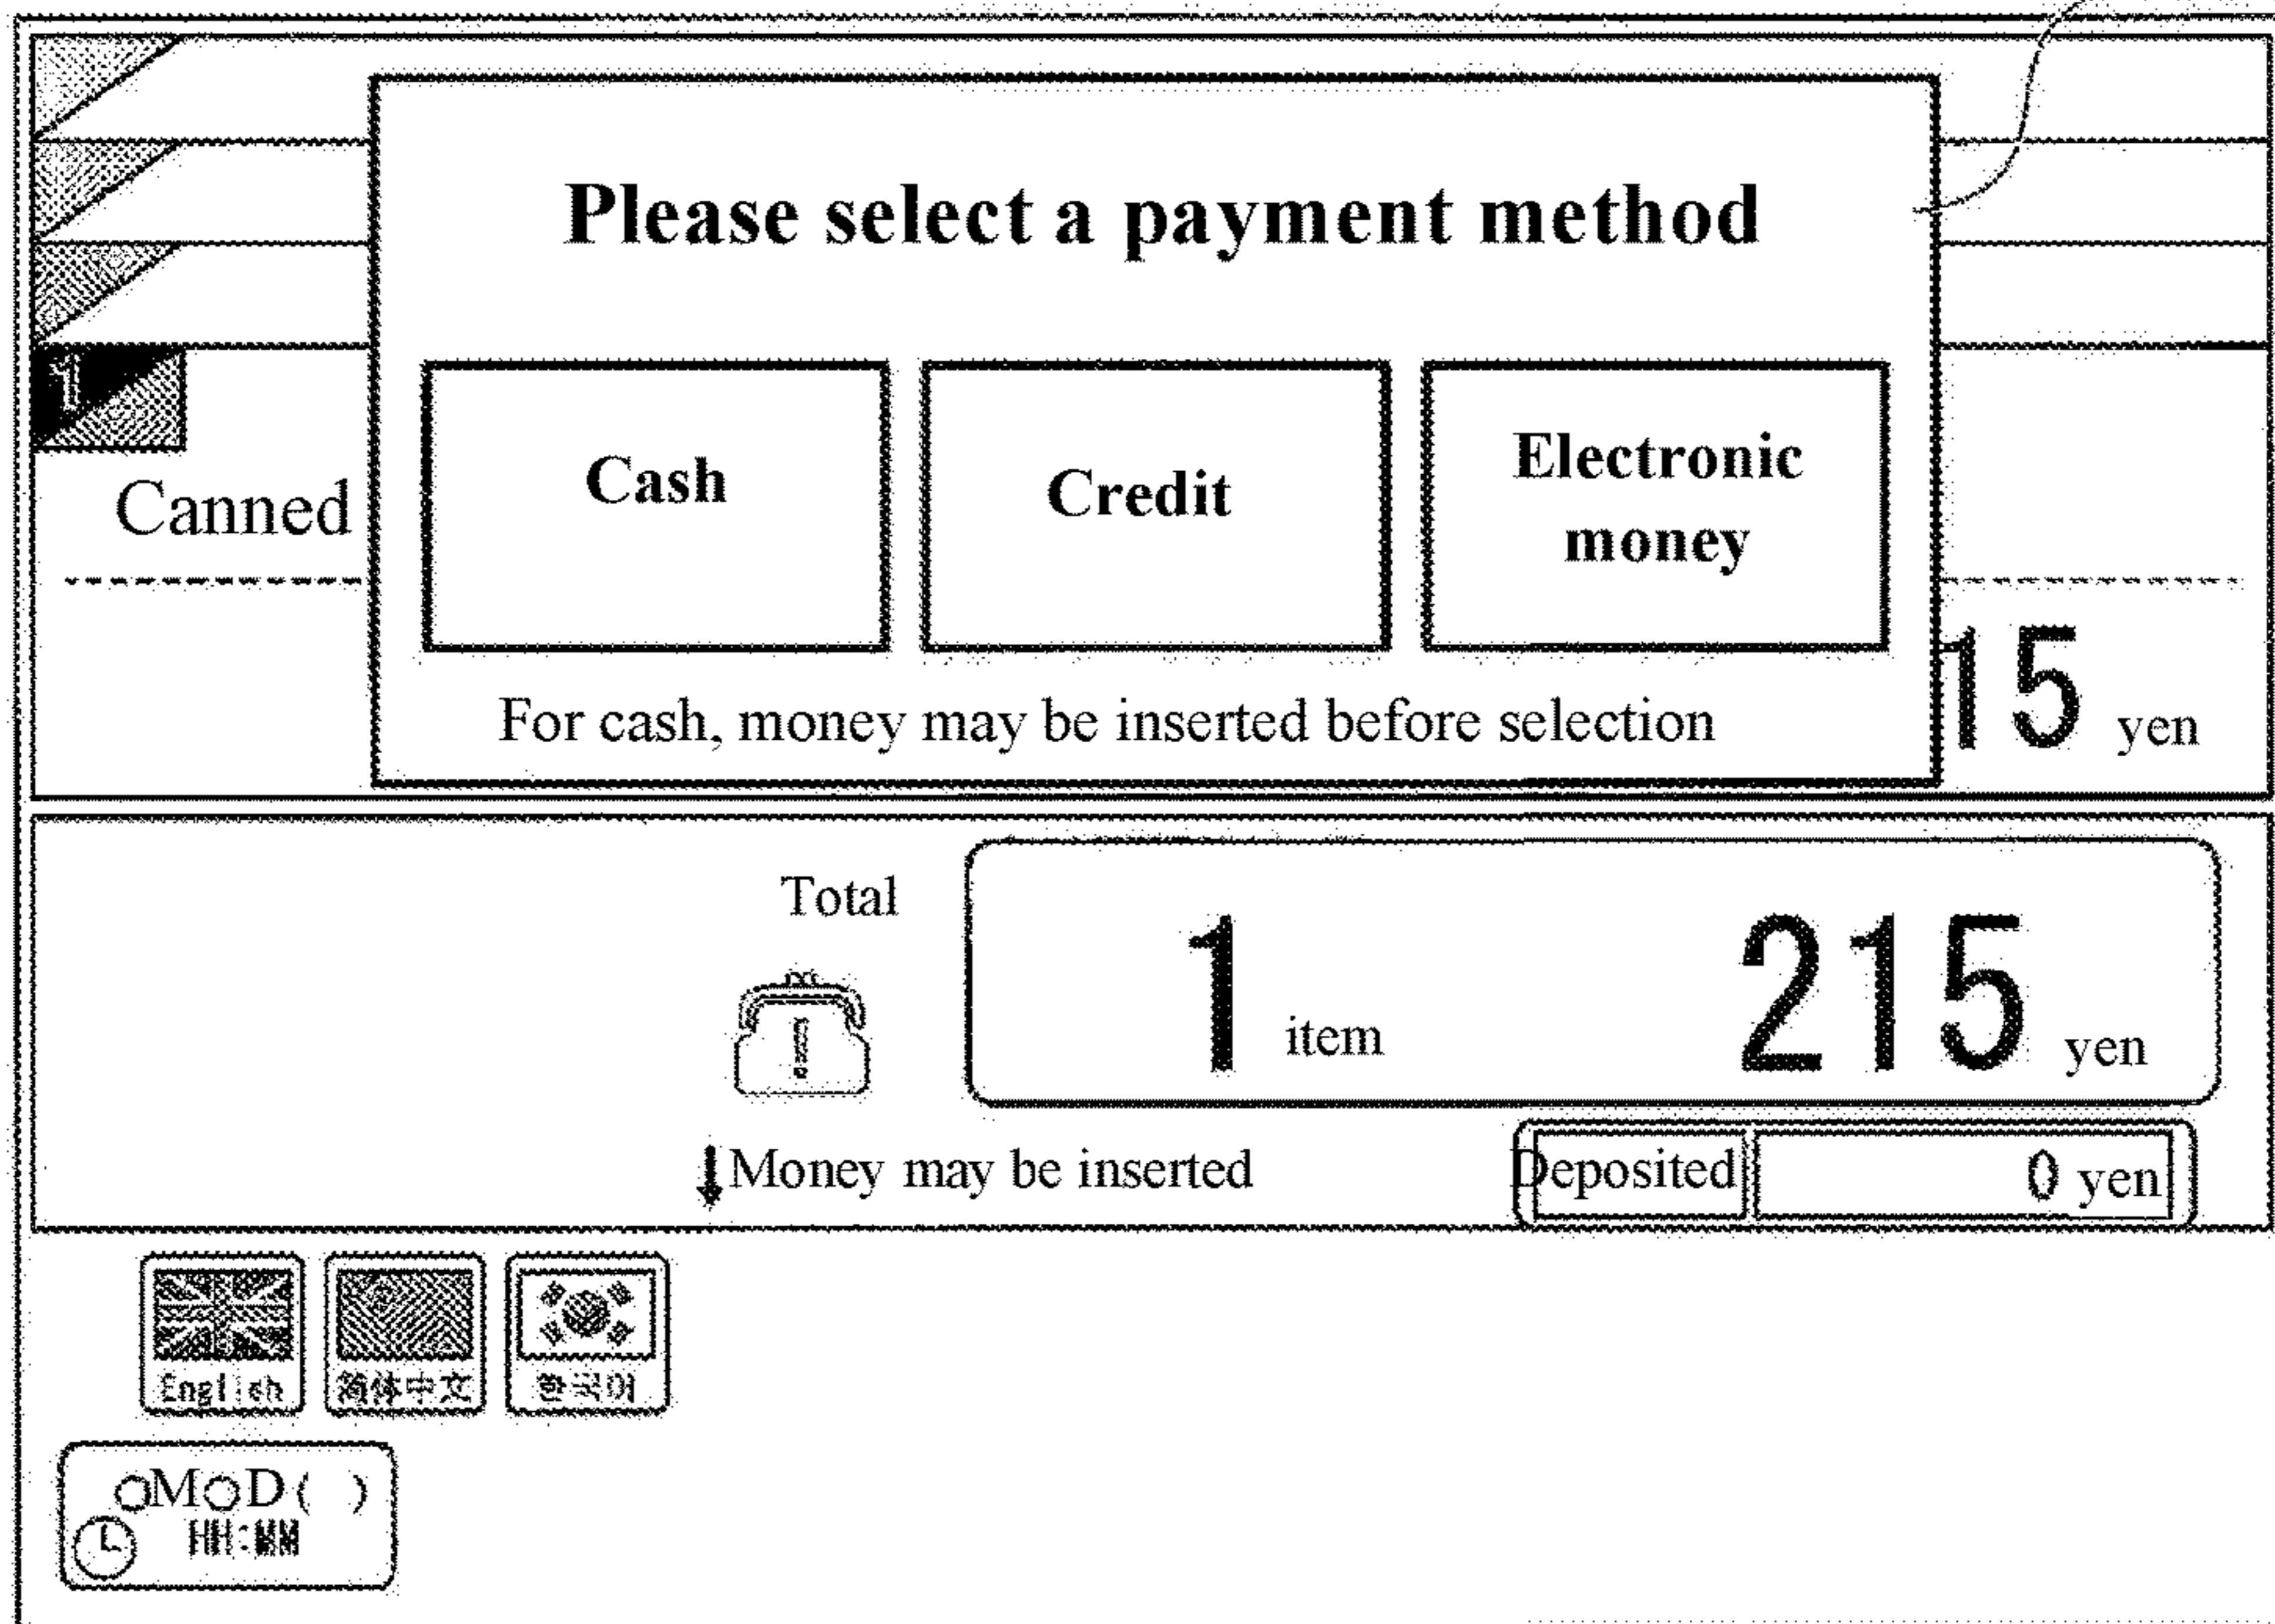 Please select a payment method
1
Cash
Credit
Electronic
money
Canned
For cash, money may be inserted before selection
15 yen
Total
1 item 215 yen
Money may be inserted
Deposited 0 yen
English
简体中文
한국어
○M○D( )
HH:MM